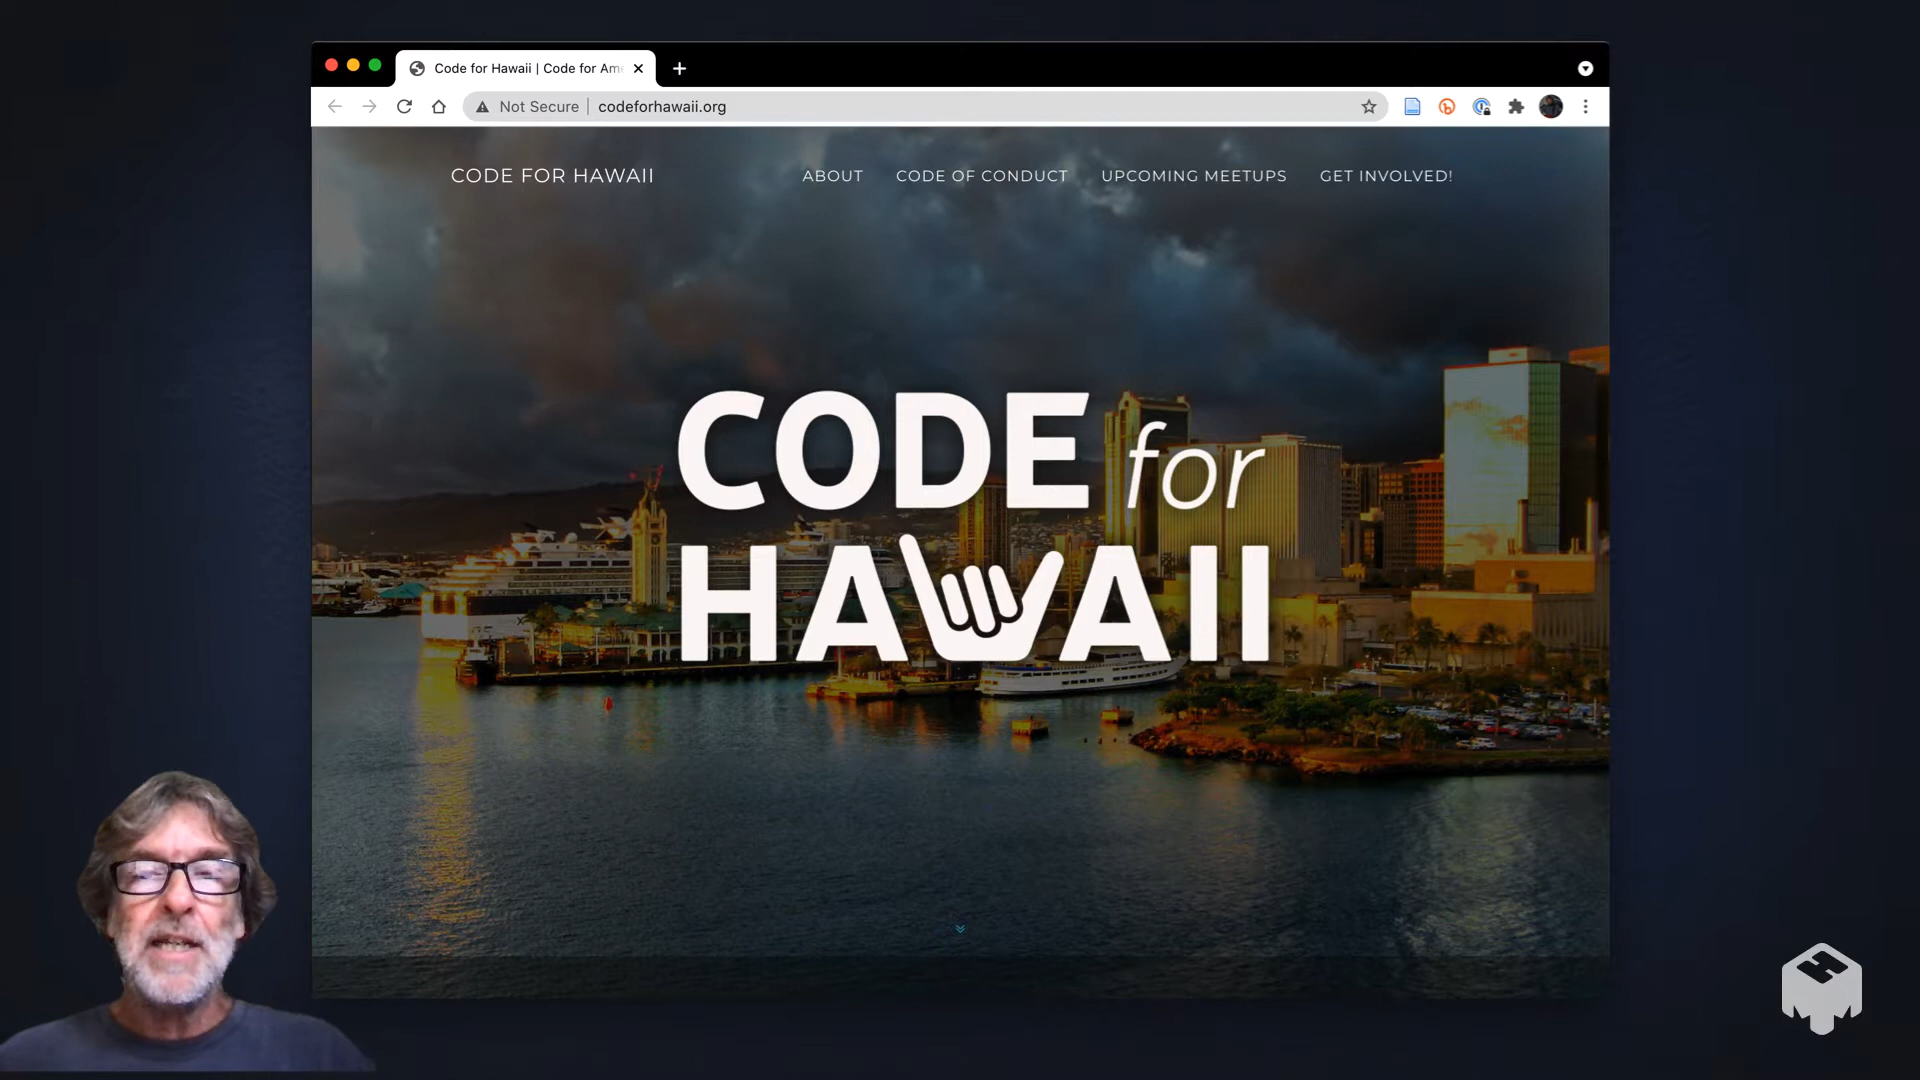 Code for Hawaii | Code for Am
Not Secure | codeforhawaii.org
CODE FOR HAWAII
ABOUT
CODE OF CONDUCT
UPCOMING MEETUPS
GET INVOLVED!
CODE for
HAWAII